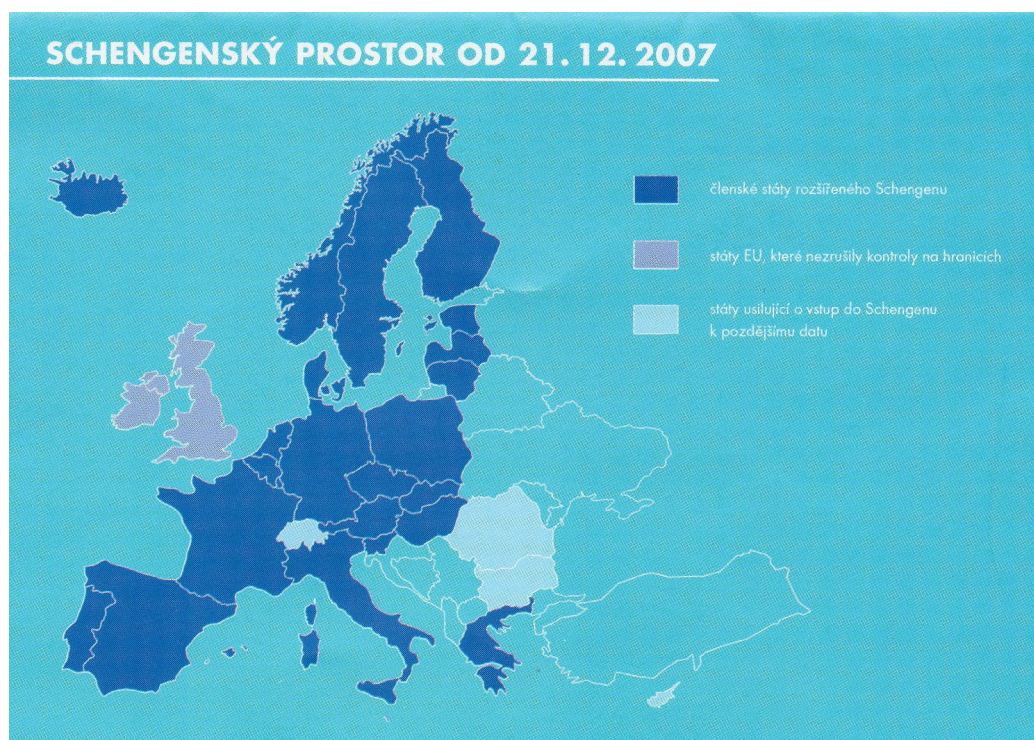 SCHENGENSKÝ PROSTOR OD 21. 12. 2007
členské státy rozšířeného Schengenu
státy EU, které nezrušily kontroly na hranicích
státy usilující o vstup do Schengenu
k pozdějšímu datu